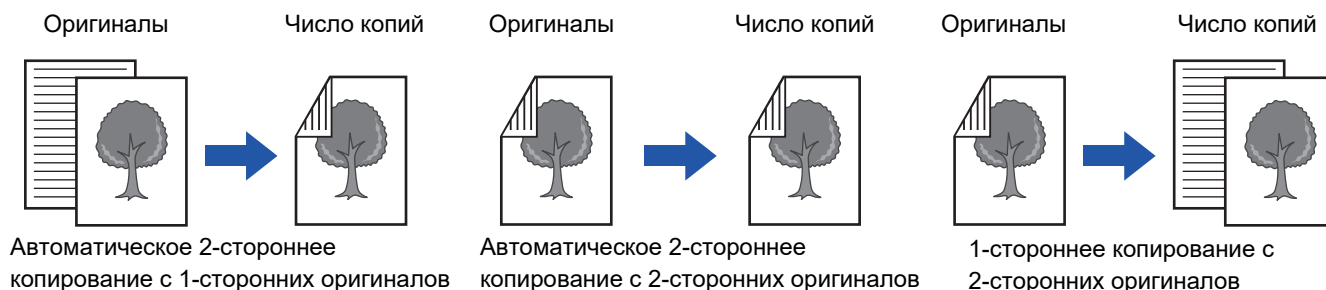 Оригиналы
Число копий
Оригиналы
Число копий
Оригиналы
Число копий
Автоматическое 2-стороннее
копирование с 1-сторонних оригиналов
Автоматическое 2-стороннее
копирование с 2-сторонних оригиналов
1-стороннее копирование с
2-сторонних оригиналов